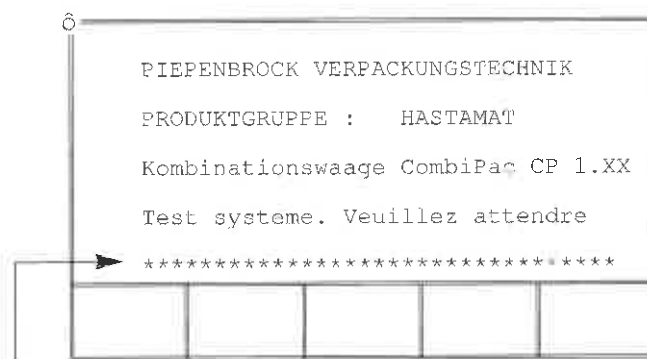 ô
PIEPENBROCK VERPACKUNGSTECHNIK
PRODUKTGRUPPE : HASTAMAT
Kombinationswaage CombiPac CP 1.XX
Test systeme. Veuillez attendre
*********************************